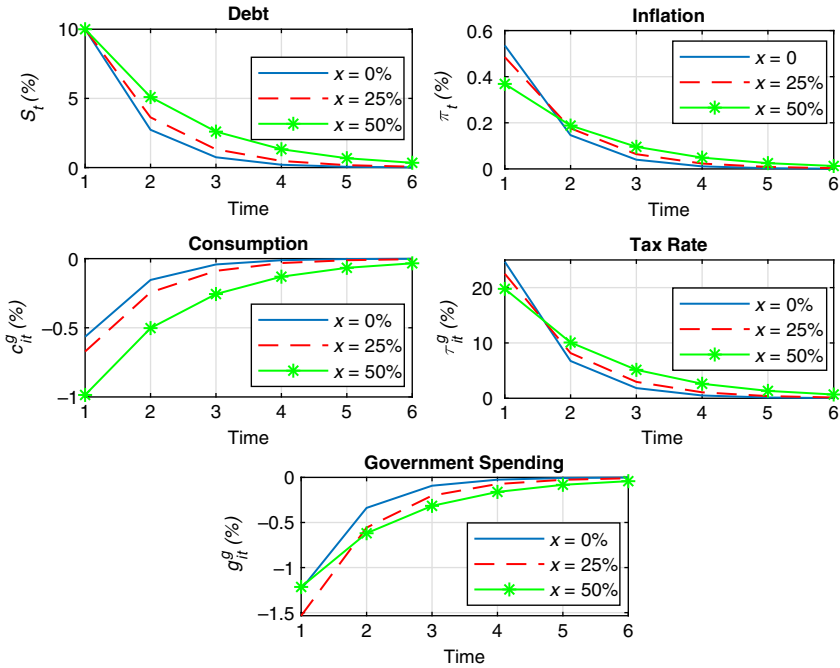 Debt
S_t (%)
10
5
0
x = 0%
x = 25%
x = 50%
1 2 3 4 5 6
Time
Inflation
π_t (%)
0.6
0.4
0.2
0
x = 0
x = 25%
x = 50%
1 2 3 4 5 6
Time
Consumption
c_it^g (%)
0
−0.5
−1
x = 0%
x = 25%
x = 50%
1 2 3 4 5 6
Time
Tax Rate
τ_it^g (%)
20
10
0
x = 0%
x = 25%
x = 50%
1 2 3 4 5 6
Time
Government Spending
g_it^g (%)
0
−0.5
−1
−1.5
x = 0%
x = 25%
x = 50%
1 2 3 4 5 6
Time